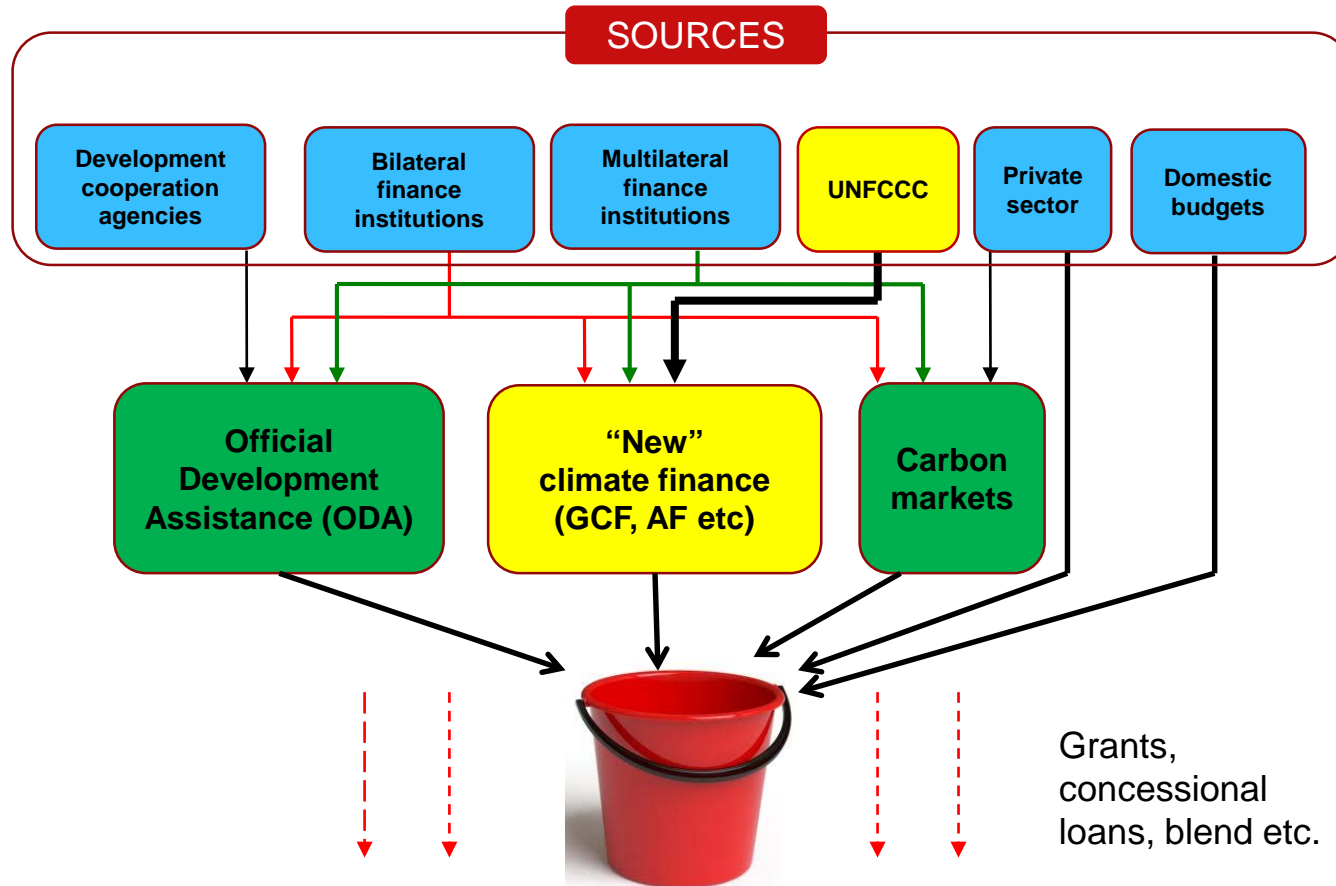 SOURCES
Development
cooperation
agencies
Bilateral
finance
institutions
Multilateral
finance
institutions
UNFCCC
Private
sector
Domestic
budgets
Official
Development
Assistance (ODA)
“New”
climate finance
(GCF, AF etc)
Carbon
markets
Grants,
concessional
loans, blend etc.